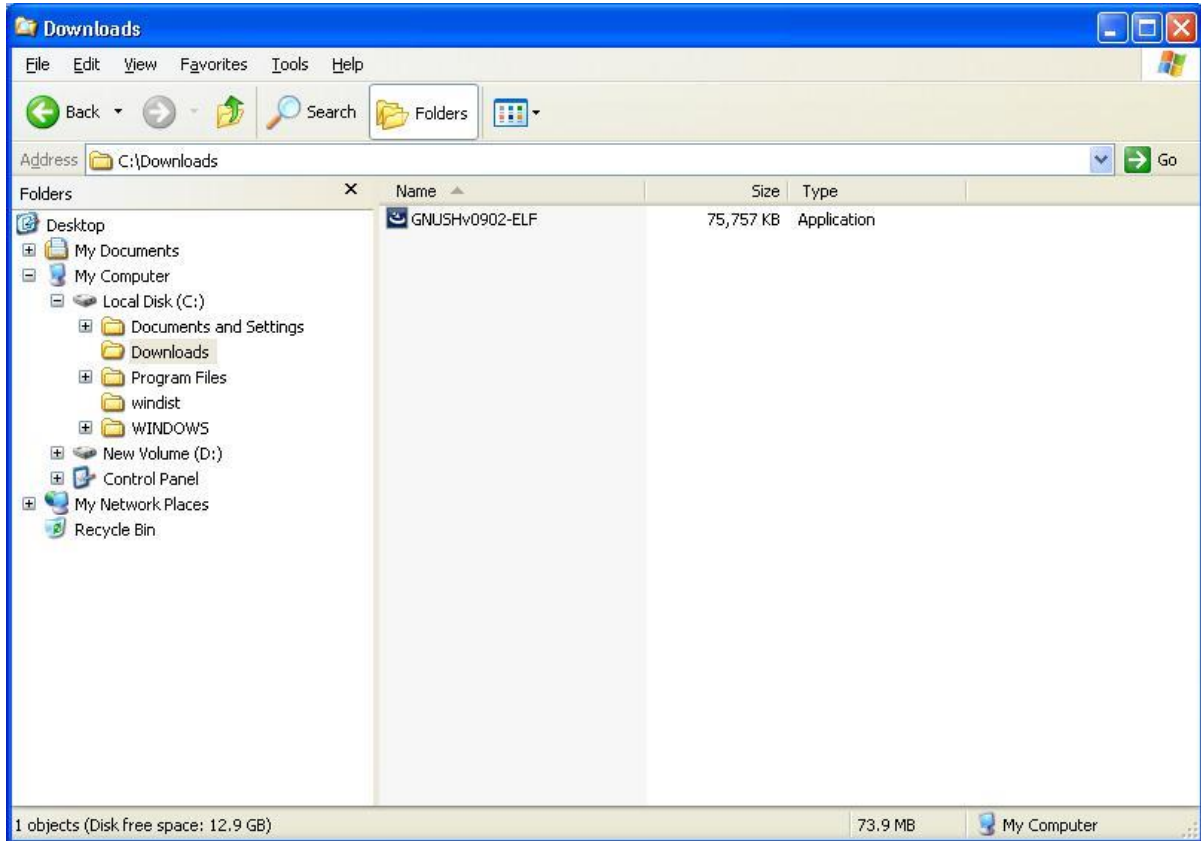 Downloads
File Edit View Favorites Tools Help
Back Search Folders
Address C:\Downloads Go
Folders Name Size Type
Desktop GNUSHv0902-ELF 75,757 KB Application
My Documents
My Computer
Local Disk (C:)
Documents and Settings
Downloads
Program Files
windist
WINDOWS
New Volume (D:)
Control Panel
My Network Places
Recycle Bin
1 objects (Disk free space: 12.9 GB) 73.9 MB My Computer